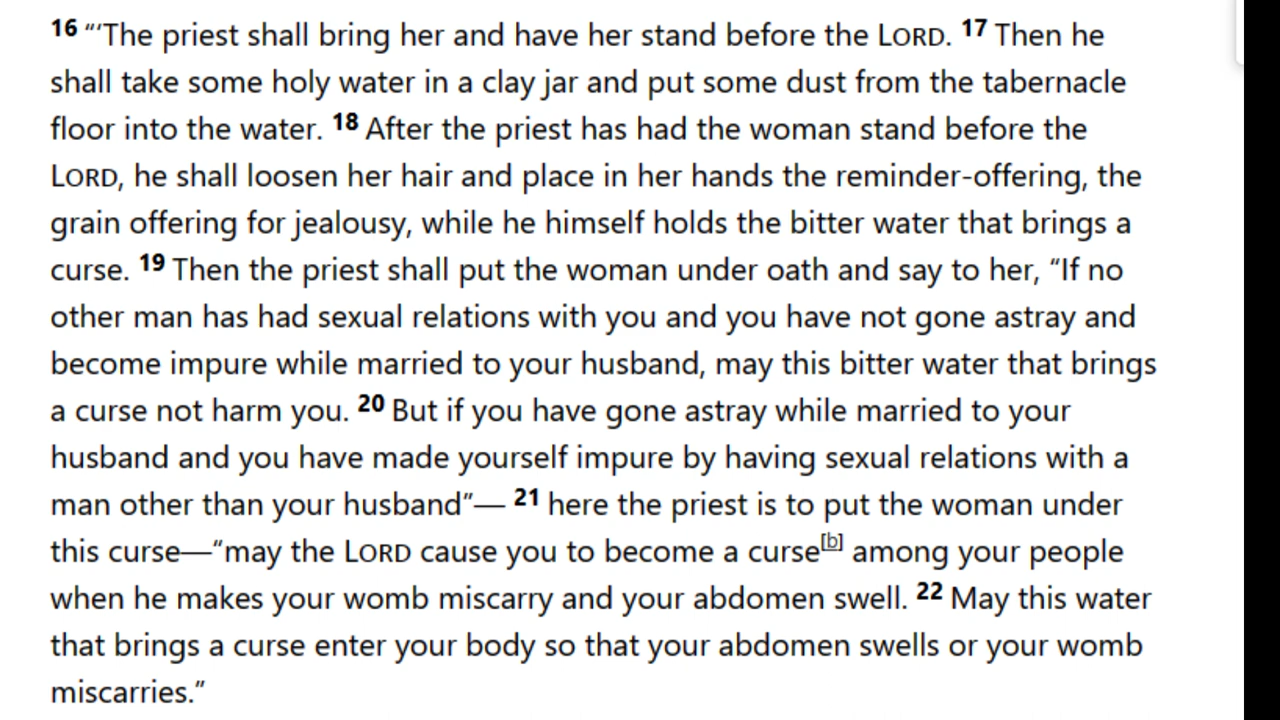 16 “‘The priest shall bring her and have her stand before the LORD. 17 Then he
shall take some holy water in a clay jar and put some dust from the tabernacle
floor into the water. 18 After the priest has had the woman stand before the
LORD, he shall loosen her hair and place in her hands the reminder-offering, the
grain offering for jealousy, while he himself holds the bitter water that brings a
curse. 19 Then the priest shall put the woman under oath and say to her, “If no
other man has had sexual relations with you and you have not gone astray and
become impure while married to your husband, may this bitter water that brings
a curse not harm you. 20 But if you have gone astray while married to your
husband and you have made yourself impure by having sexual relations with a
man other than your husband”— 21 here the priest is to put the woman under
this curse—“may the LORD cause you to become a curse[b] among your people
when he makes your womb miscarry and your abdomen swell. 22 May this water
that brings a curse enter your body so that your abdomen swells or your womb
miscarries.”